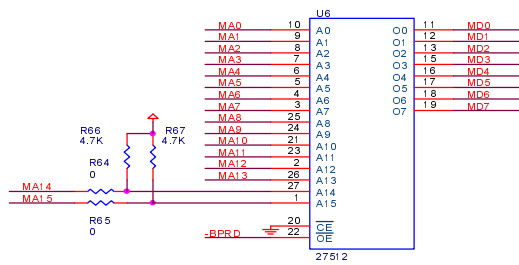 U6
MA0 10 A0 O0 11 MD0
MA1 9 A1 O1 12 MD1
MA2 8 A2 O2 13 MD2
MA3 7 A3 O3 15 MD3
MA4 6 A4 O4 16 MD4
MA5 5 A5 O5 17 MD5
MA6 4 A6 O6 18 MD6
MA7 3 A7 O7 19 MD7
MA8 25 A8
MA9 24 A9
MA10 21 A10
MA11 23 A11
MA12 2 A12
MA13 26 A13
R66 R67
4.7K 4.7K
R64
0
MA14 27 A14
MA15 1 A15
R65
0
20 CE
-BPRD 22 OE
27512